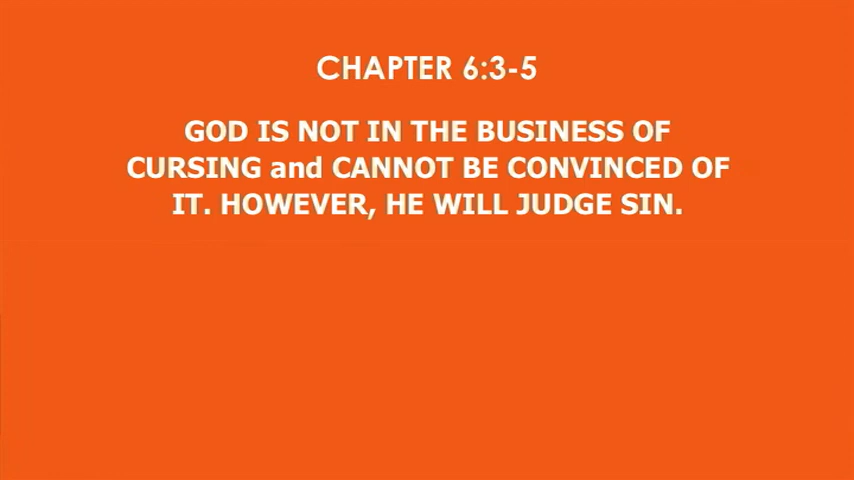 CHAPTER 6:3-5
GOD IS NOT IN THE BUSINESS OF
CURSING and CANNOT BE CONVINCED OF
IT. HOWEVER, HE WILL JUDGE SIN.